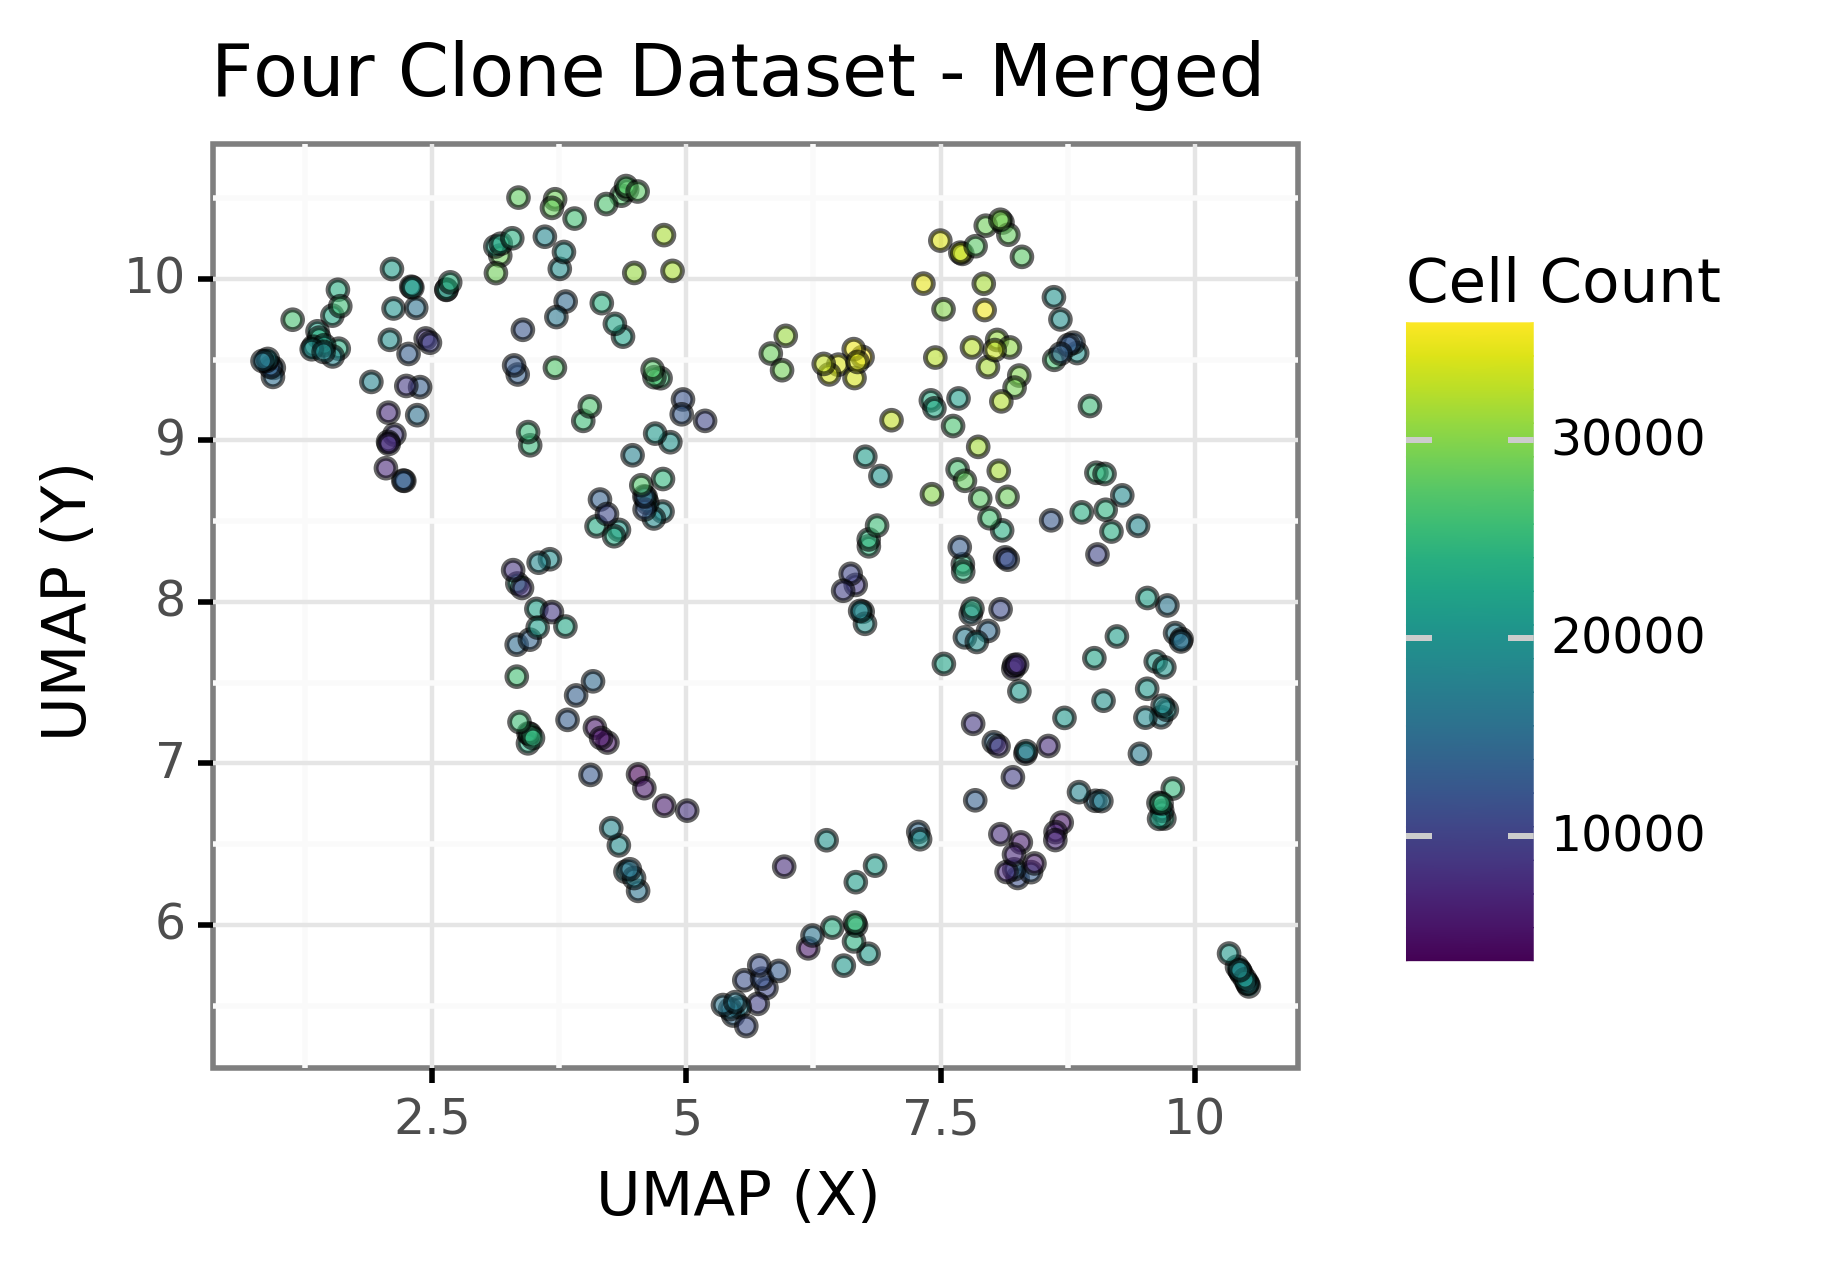 Four Clone Dataset - Merged
UMAP (Y)
10
9
8
7
6
2.5 5 7.5 10
UMAP (X)
Cell Count
30000
20000
10000